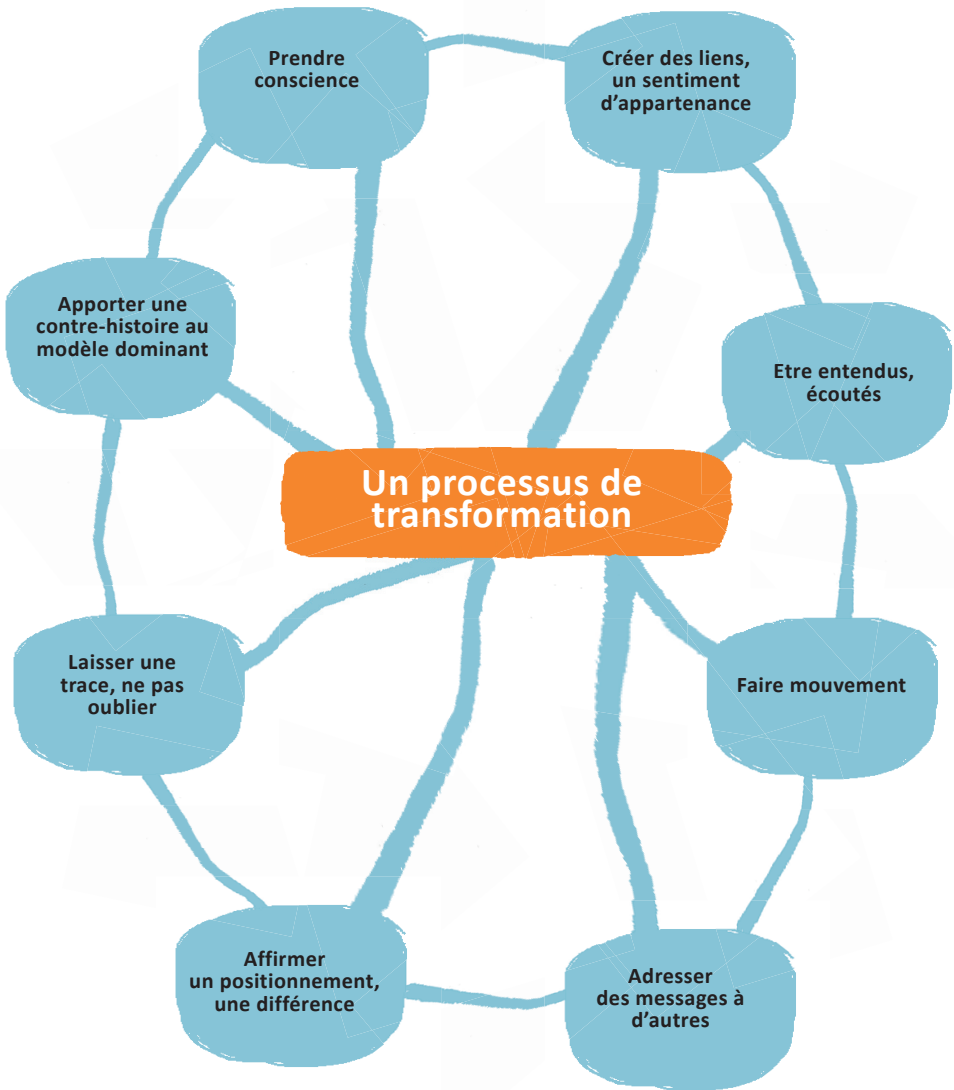 Prendre
conscience
Créer des liens,
un sentiment
d’appartenance
Apporter une
contre-histoire au
modèle dominant
Etre entendus,
écoutés
Un processus de
transformation
Laisser une
trace, ne pas
oublier
Faire mouvement
Affirmer
un positionnement,
une différence
Adresser
des messages à
d’autres